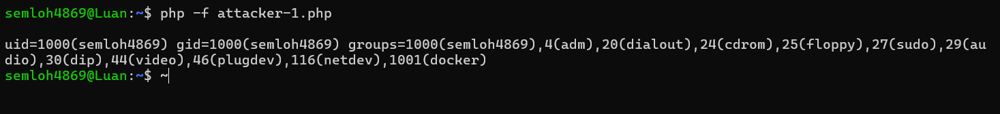 semloh4869@Luan:~$ php -f attacker-1.php
uid=1000(semloh4869) gid=1000(semloh4869) groups=1000(semloh4869),4(adm),20(dialout),24(cdrom),25(floppy),27(sudo),29(au
dio),30(dip),44(video),46(plugdev),116(netdev),1001(docker)
semloh4869@Luan:~$ ~